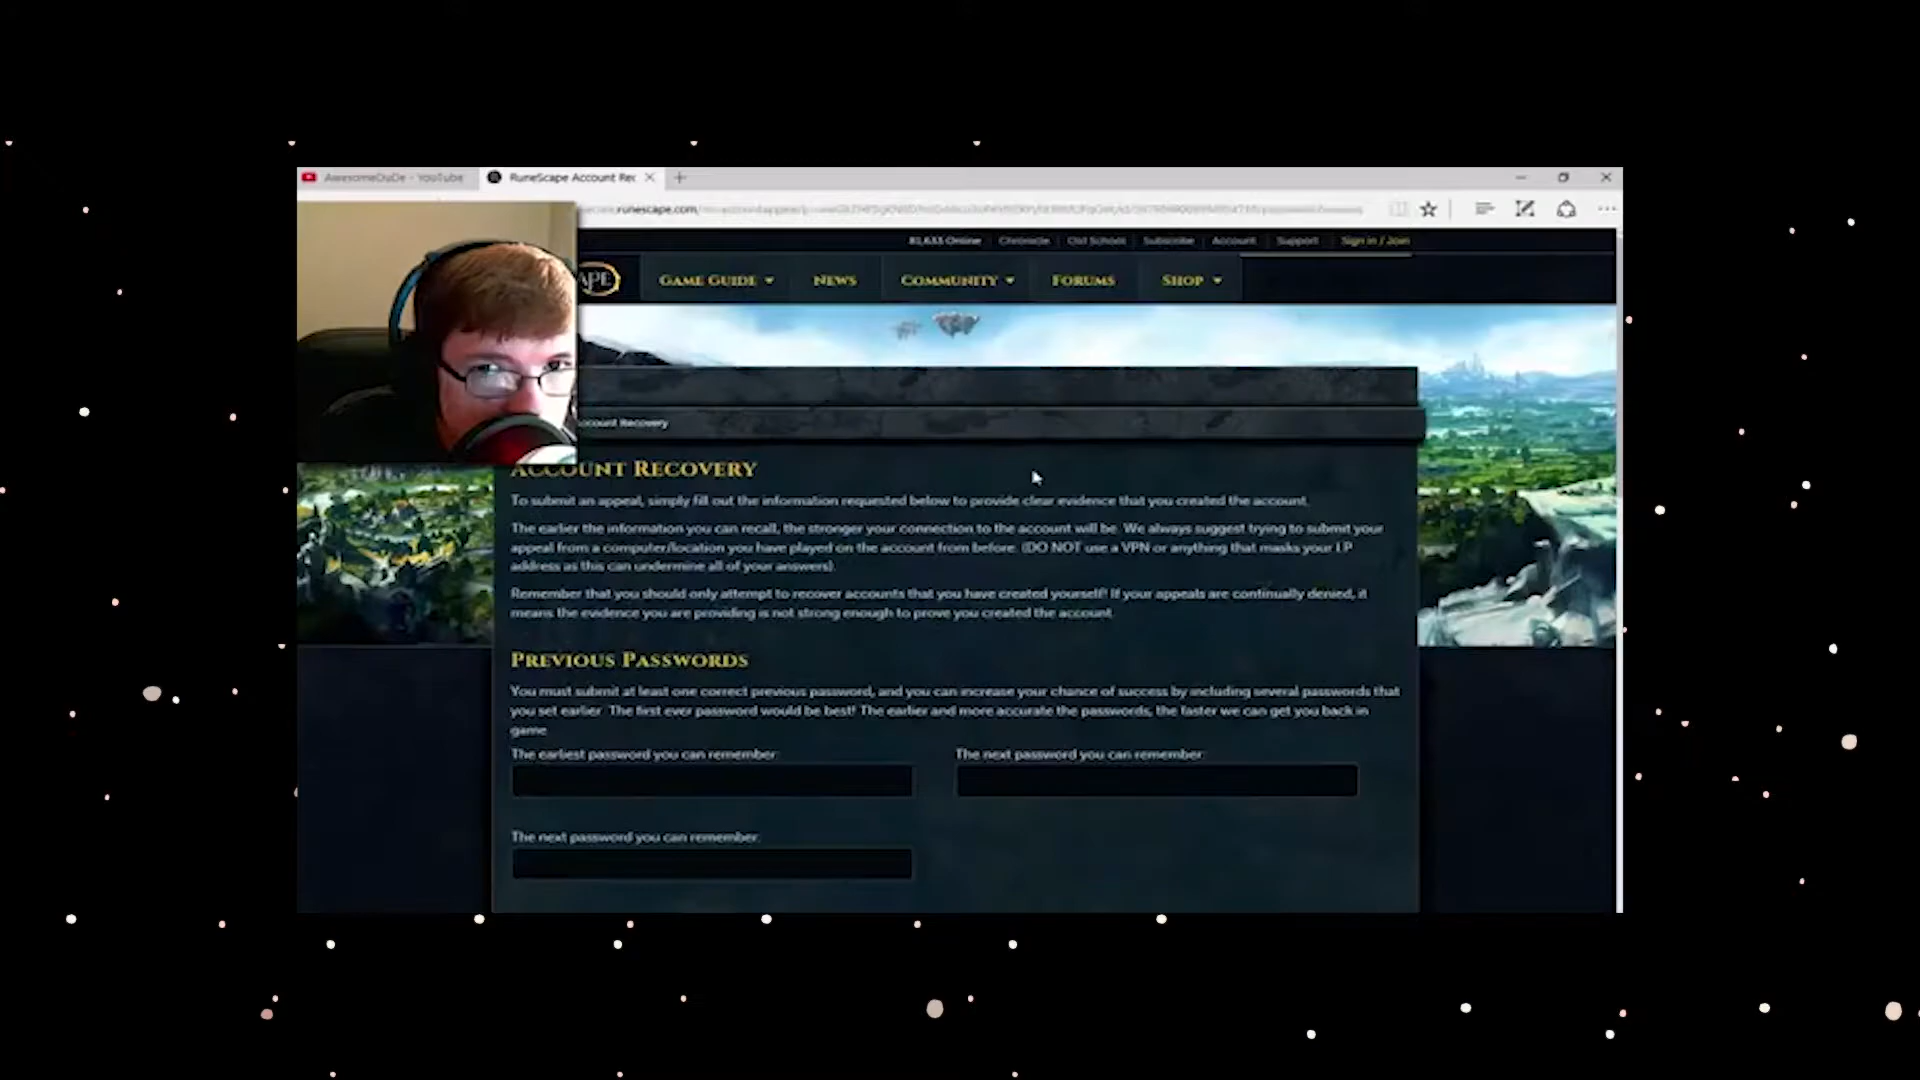 AwesomeDuDe - YouTube
RuneScape Account Rec
runescape.com
81,633 Online Chronicle Old School Subscribe Account Support Sign in / Join
APE GAME GUIDE NEWS COMMUNITY FORUMS SHOP
ccount Recovery
ACCOUNT RECOVERY
To submit an appeal, simply fill out the information requested below to provide clear evidence that you created the account.
The earlier the information you can recall, the stronger your connection to the account will be. We always suggest trying to submit your
appeal from a computer/location you have played on the account from before. (DO NOT use a VPN or anything that masks your I.P
address as this can undermine all of your answers).
Remember that you should only attempt to recover accounts that you have created yourself! If your appeals are continually denied, it
means the evidence you are providing is not strong enough to prove you created the account.
PREVIOUS PASSWORDS
You must submit at least one correct previous password, and you can increase your chance of success by including several passwords that
you set earlier. The first ever password would be best! The earlier and more accurate the passwords, the faster we can get you back in
game.
The earliest password you can remember:
The next password you can remember:
The next password you can remember: